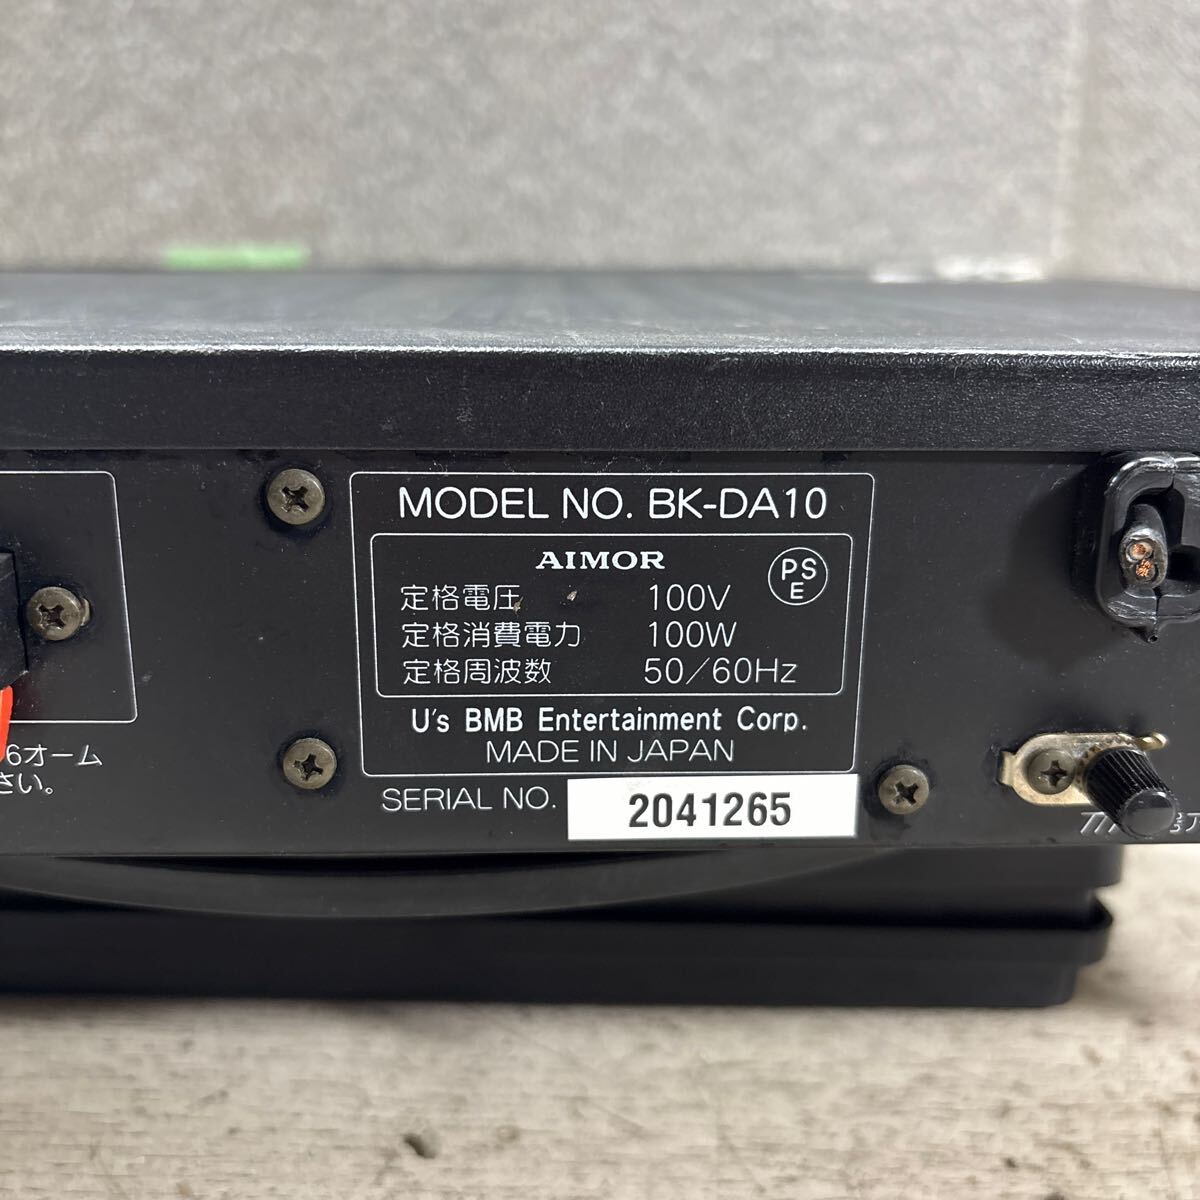 MODEL NO. BK-DA10
AIMOR
PS
E
定格電圧 100V
定格消費電力 100W
定格周波数 50/60Hz
U's BMB Entertainment Corp.
MADE IN JAPAN
SERIAL NO. 2041265
6オーム
さい。